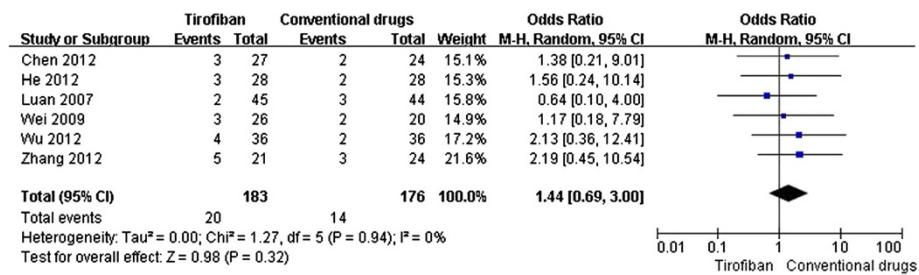 Tirofiban Conventional drugs Odds Ratio Odds Ratio
Study or Subgroup Events Total Events Total Weight M-H, Random, 95% CI M-H, Random, 95% CI
Chen 2012 3 27 2 24 15.1% 1.38 [0.21, 9.01]
He 2012 3 28 2 28 15.3% 1.56 [0.24, 10.14]
Luan 2007 2 45 3 44 15.8% 0.64 [0.10, 4.00]
Wei 2009 3 26 2 20 14.9% 1.17 [0.18, 7.79]
Wu 2012 4 36 2 36 17.2% 2.13 [0.36, 12.41]
Zhang 2012 5 21 3 24 21.6% 2.19 [0.45, 10.54]
Total (95% CI) 183 176 100.0% 1.44 [0.69, 3.00]
Total events 20 14
Heterogeneity: Tau² = 0.00; Chi² = 1.27, df = 5 (P = 0.94); I² = 0%
Test for overall effect: Z = 0.98 (P = 0.32)
0.01 0.1 1 10 100
Tirofiban Conventional drugs